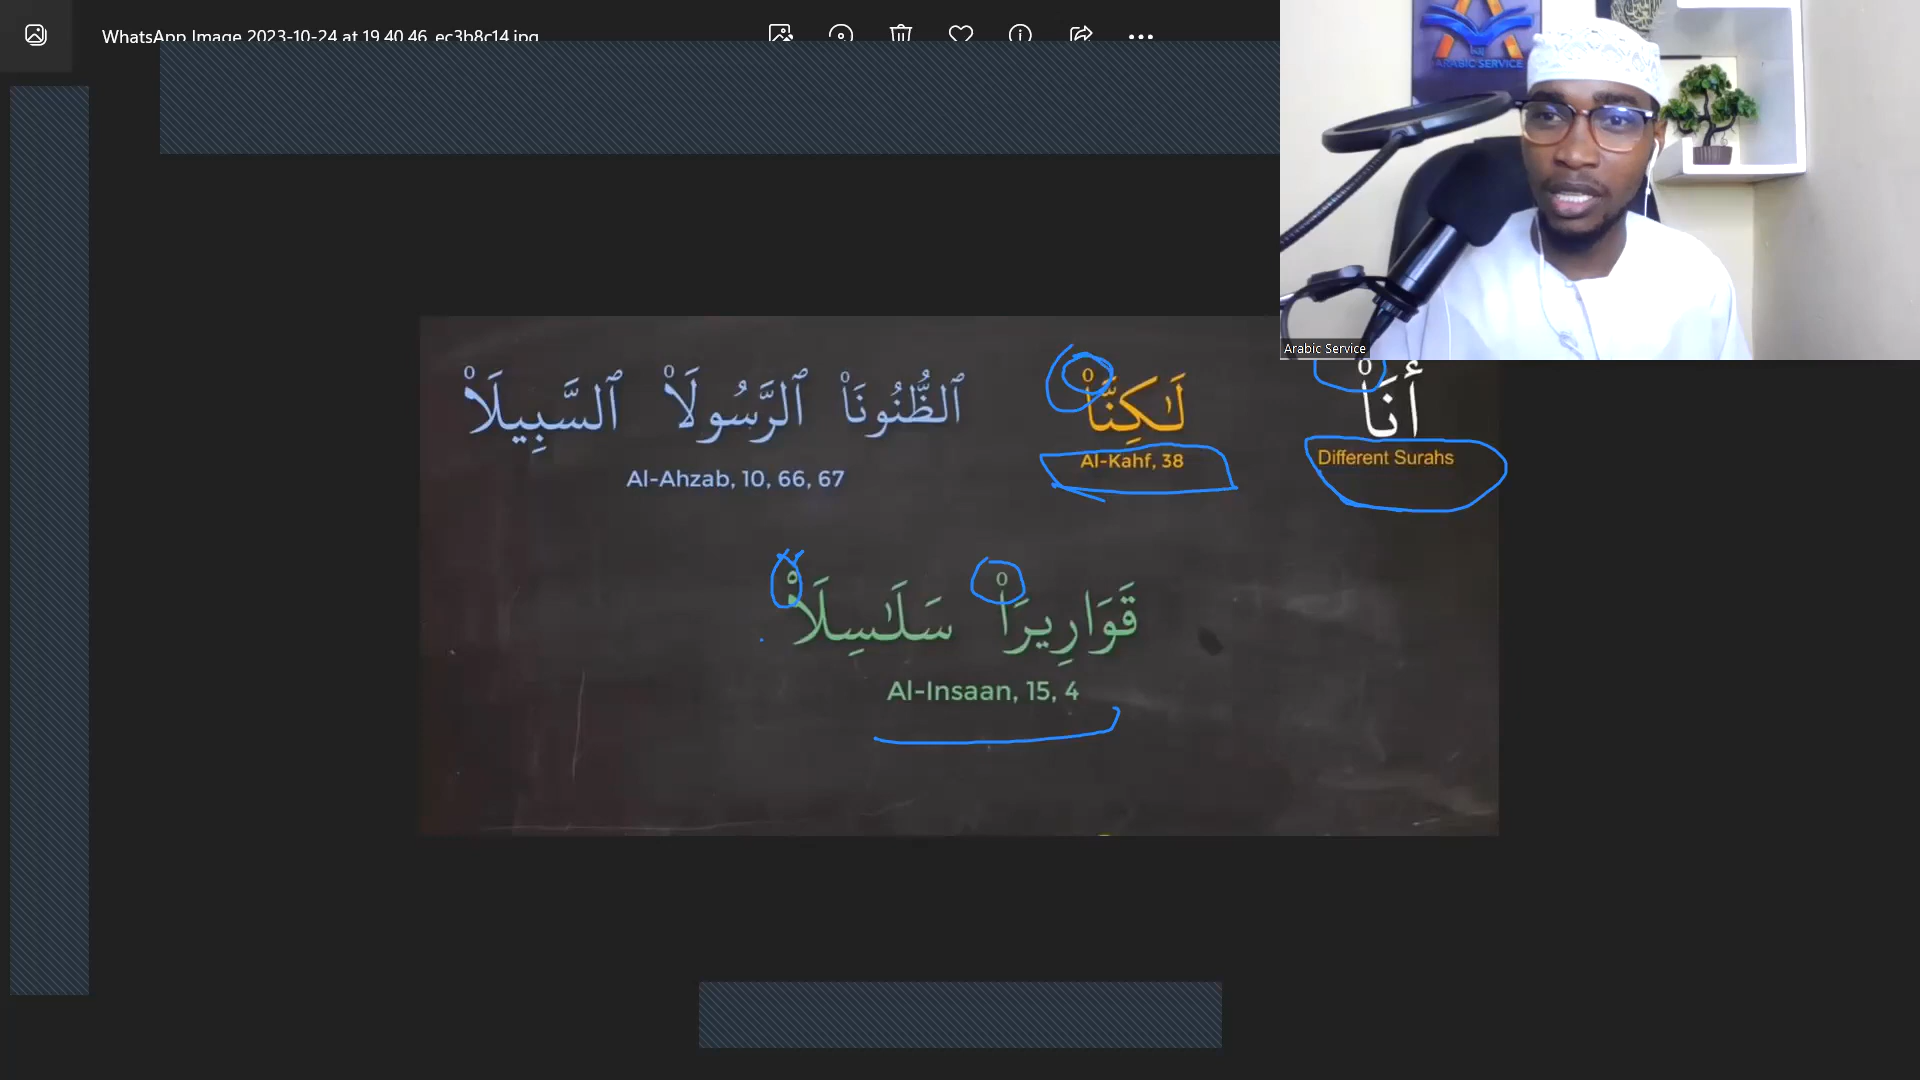 WhatsApp Image 2023-10-24 at 19.40.46_ec3b8c14.jpg
ARABIC SERVICE
Arabic Service
أَنَا۠
Different Surahs
لَـٰكِنَّا۠
Al-Kahf, 38
ٱلظُّنُونَا۠ ٱلرَّسُولَا۠ ٱلسَّبِيلَا۠
Al-Ahzab, 10, 66, 67
قَوَارِيرَا۠ سَلَـٰسِلَا۠
Al-Insaan, 15, 4